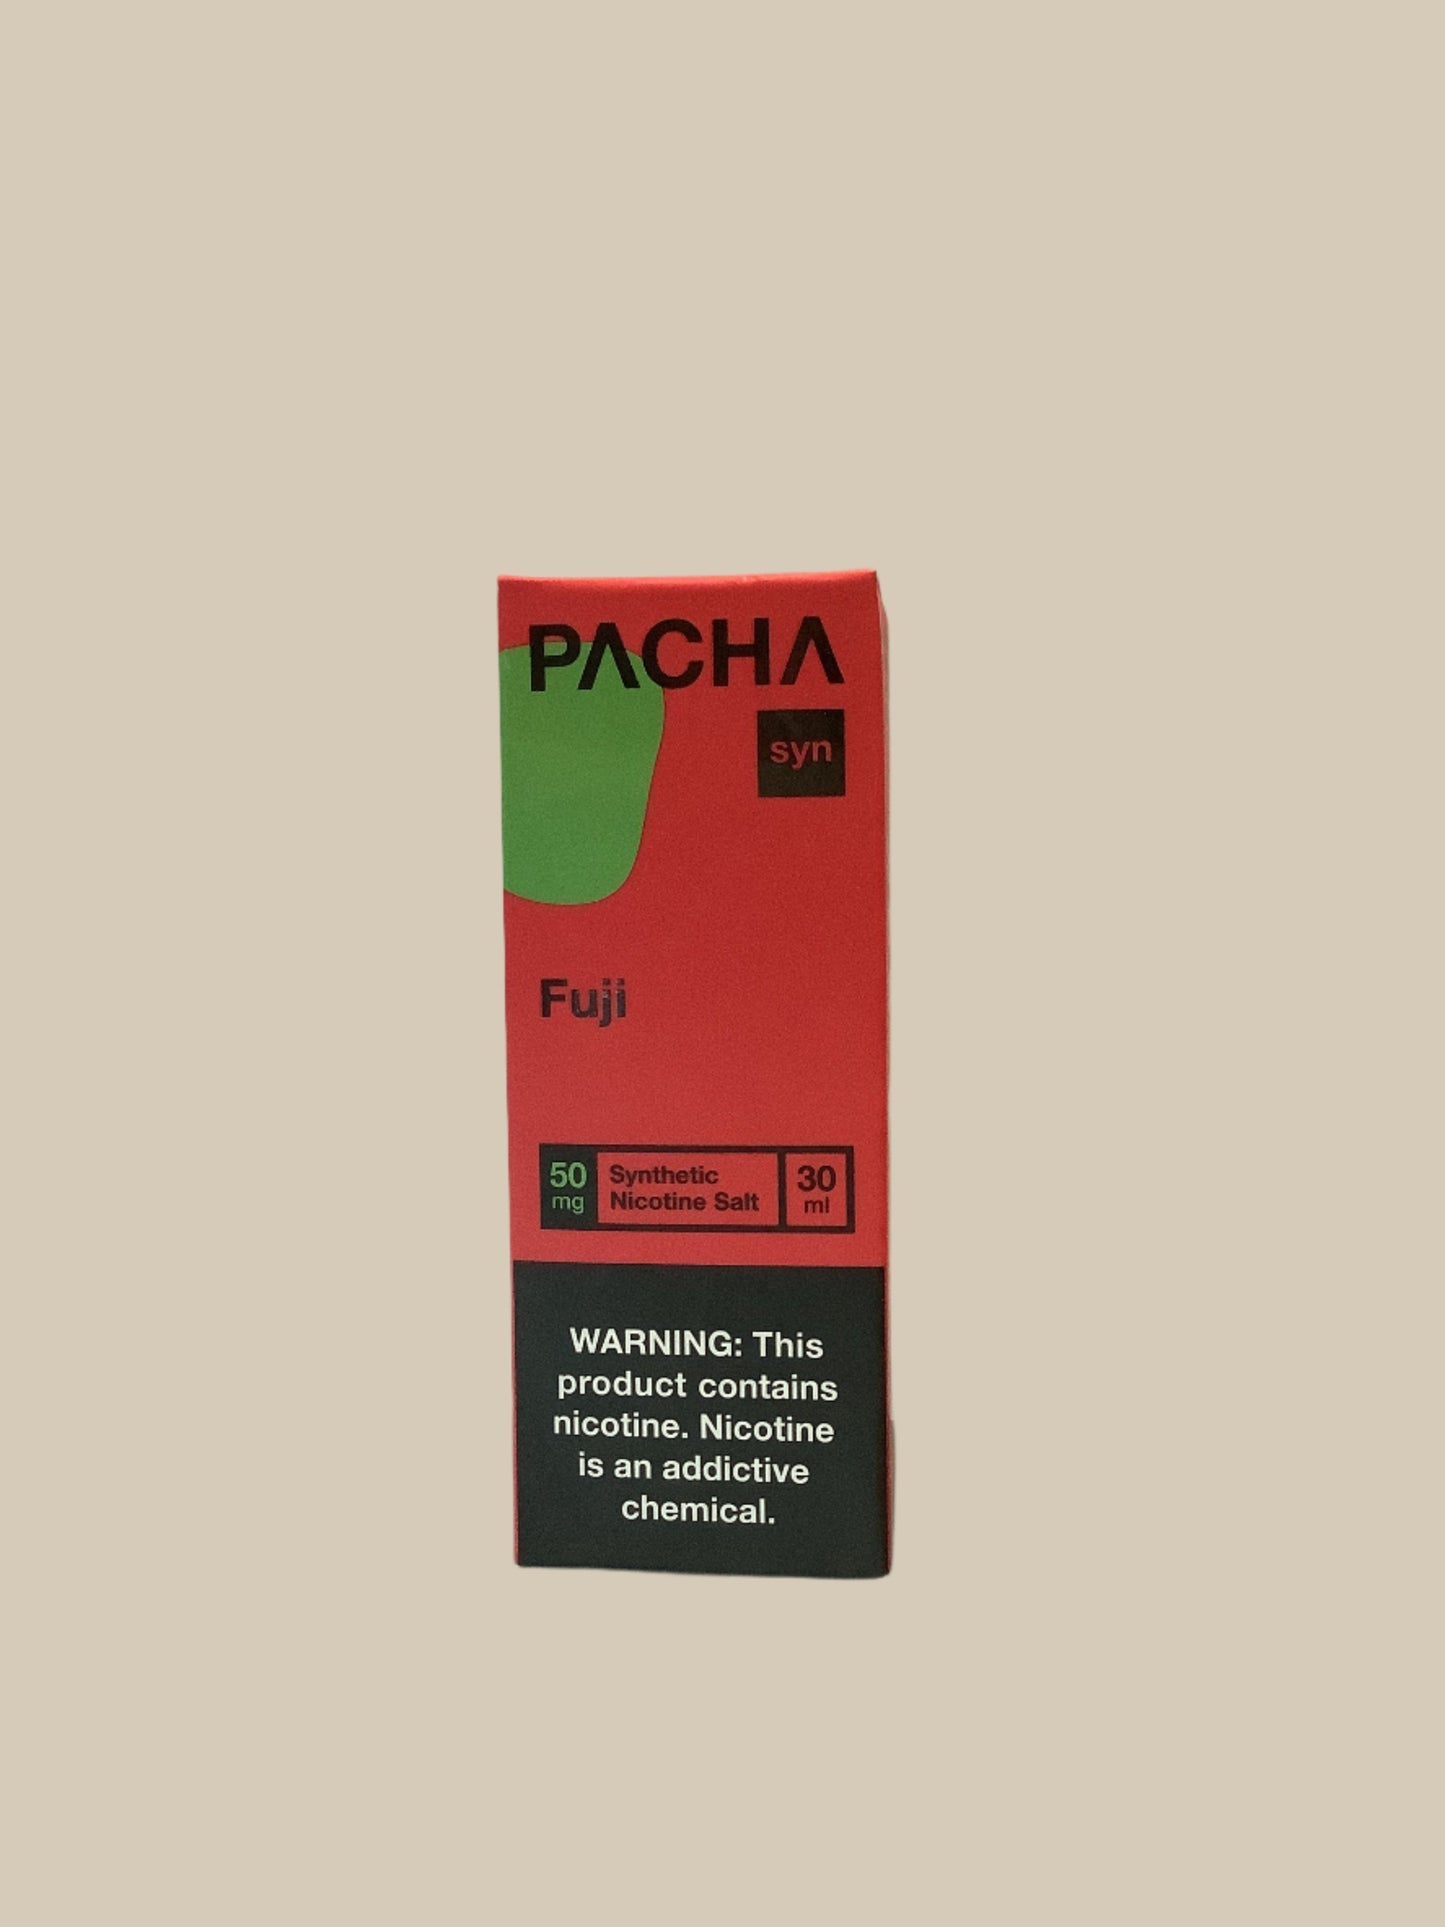 PACHA
syn
Fuji
50
mg
Synthetic
Nicotine Salt
30
ml
WARNING: This
product contains
nicotine. Nicotine
is an addictive
chemical.